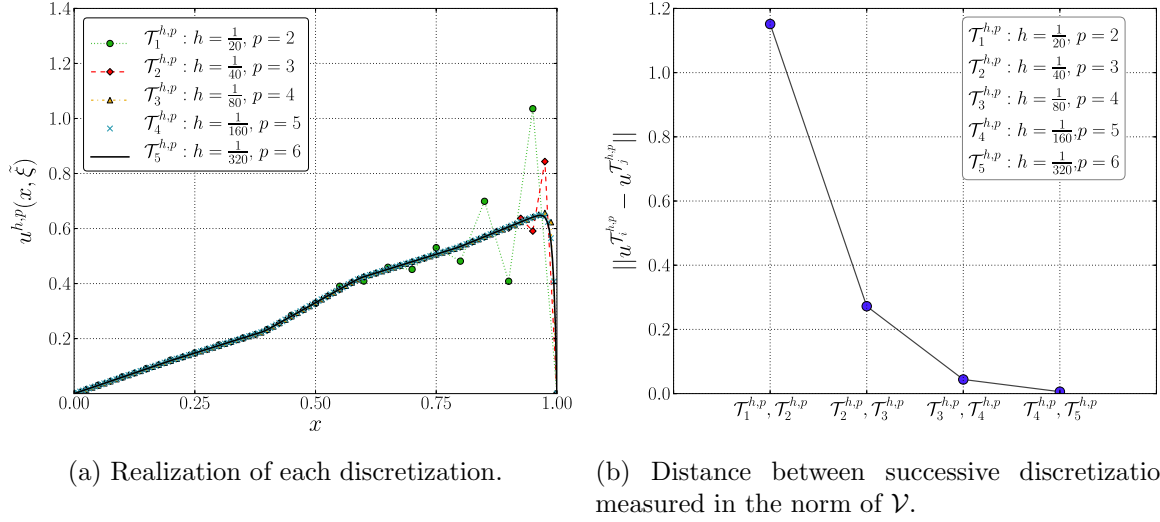 1.4
1.2
1.0
0.8
0.6
0.4
0.2
0.00
0.25
0.50
0.75
1.00
x
u^{h,p}(x, ξ̃)
𝒯_1^{h,p} : h = 1/20, p = 2
𝒯_2^{h,p} : h = 1/40, p = 3
𝒯_3^{h,p} : h = 1/80, p = 4
𝒯_4^{h,p} : h = 1/160, p = 5
𝒯_5^{h,p} : h = 1/320, p = 6
(a) Realization of each discretization.
1.2
1.0
0.8
0.6
0.4
0.2
0.0
||u^{𝒯_i^{h,p}} − u^{𝒯_j^{h,p}}||
𝒯_1^{h,p} : h = 1/20, p = 2
𝒯_2^{h,p} : h = 1/40, p = 3
𝒯_3^{h,p} : h = 1/80, p = 4
𝒯_4^{h,p} : h = 1/160, p = 5
𝒯_5^{h,p} : h = 1/320, p = 6
𝒯_1^{h,p}, 𝒯_2^{h,p}
𝒯_2^{h,p}, 𝒯_3^{h,p}
𝒯_3^{h,p}, 𝒯_4^{h,p}
𝒯_4^{h,p}, 𝒯_5^{h,p}
(b) Distance between successive discretizatio
measured in the norm of 𝒱.